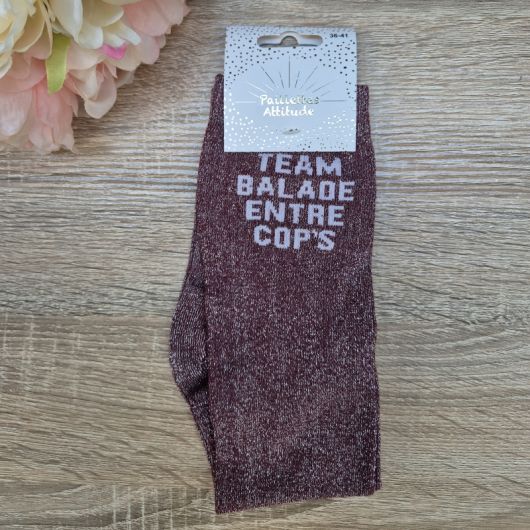 36-41
Paillettes
Attitude
TEAM
BALADE
ENTRE
COP'S